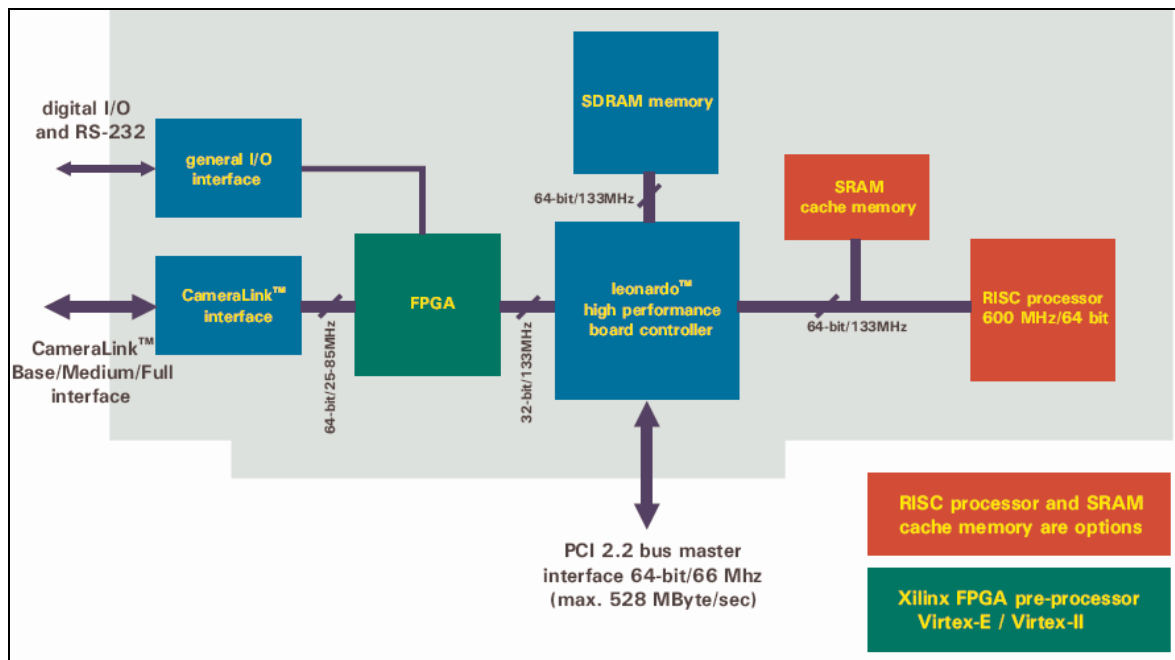 SDRAM memory
digital I/O
and RS-232
general I/O
interface
64-bit/133MHz
SRAM
cache memory
CameraLink™
interface
FPGA
leonardo™
high performance
board controller
RISC processor
600 MHz/64 bit
64-bit/133MHz
CameraLink™
Base/Medium/Full
interface
64-bit/25-85MHz
32-bit/133MHz
PCI 2.2 bus master
interface 64-bit/66 Mhz
(max. 528 MByte/sec)
RISC processor and SRAM
cache memory are options
Xilinx FPGA pre-processor
Virtex-E / Virtex-II